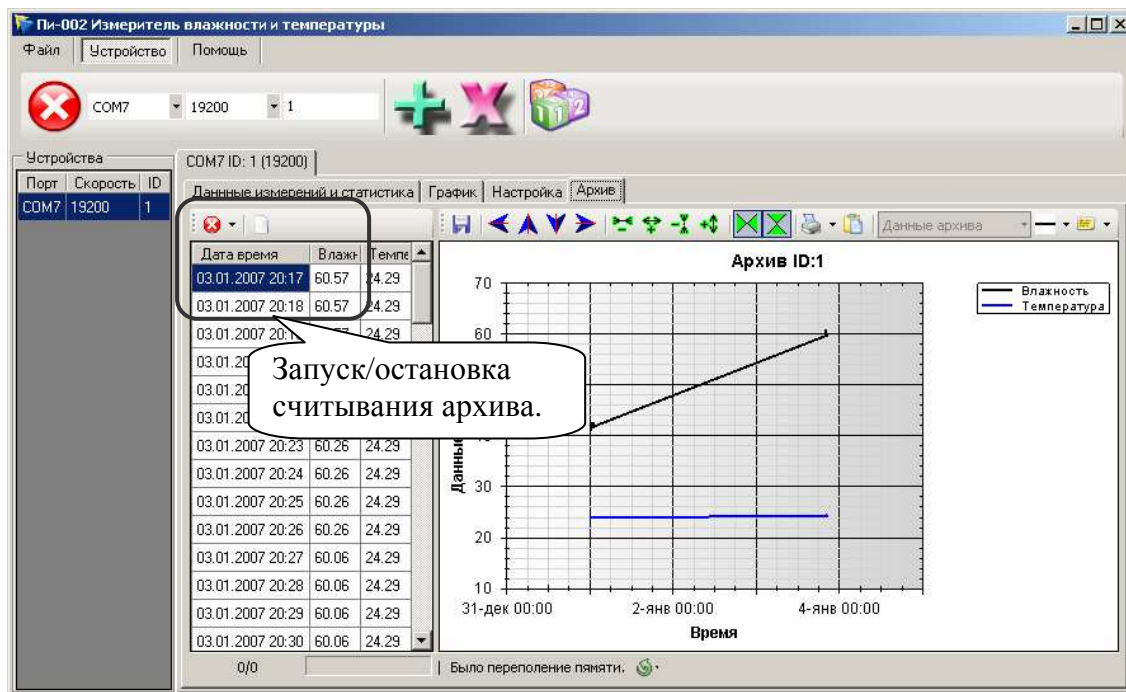 Пи-002 Измеритель влажности и температуры
Файл Устройство Помощь
COM7 19200 1
Устройства
Порт Скорость ID
COM7 19200 1
COM7 ID: 1 (19200)
Даннные измерений и статистика График Настройка Архив
Данные архива
Дата время Влажн Темпе
03.01.2007 20:17 60.57 24.29
03.01.2007 20:18 60.57 24.29
24.29
Запуск/остановка
считывания архива.
03.01.2007 20:23 60.26 24.29
03.01.2007 20:24 60.26 24.29
03.01.2007 20:25 60.26 24.29
03.01.2007 20:26 60.26 24.29
03.01.2007 20:27 60.06 24.29
03.01.2007 20:28 60.06 24.29
03.01.2007 20:29 60.06 24.29
03.01.2007 20:30 60.06 24.29
Архив ID:1
Влажность
Температура
70
60
30
20
10
31-дек 00:00 2-янв 00:00 4-янв 00:00
Время
0/0 Было переполение пямяти.